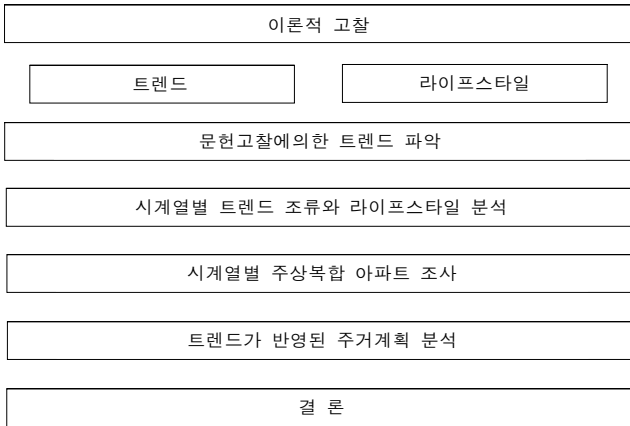 이론적 고찰
트렌드
라이프스타일
문헌고찰에의한 트렌드 파악
시계열별 트렌드 조류와 라이프스타일 분석
시계열별 주상복합 아파트 조사
트렌드가 반영된 주거계획 분석
결 론